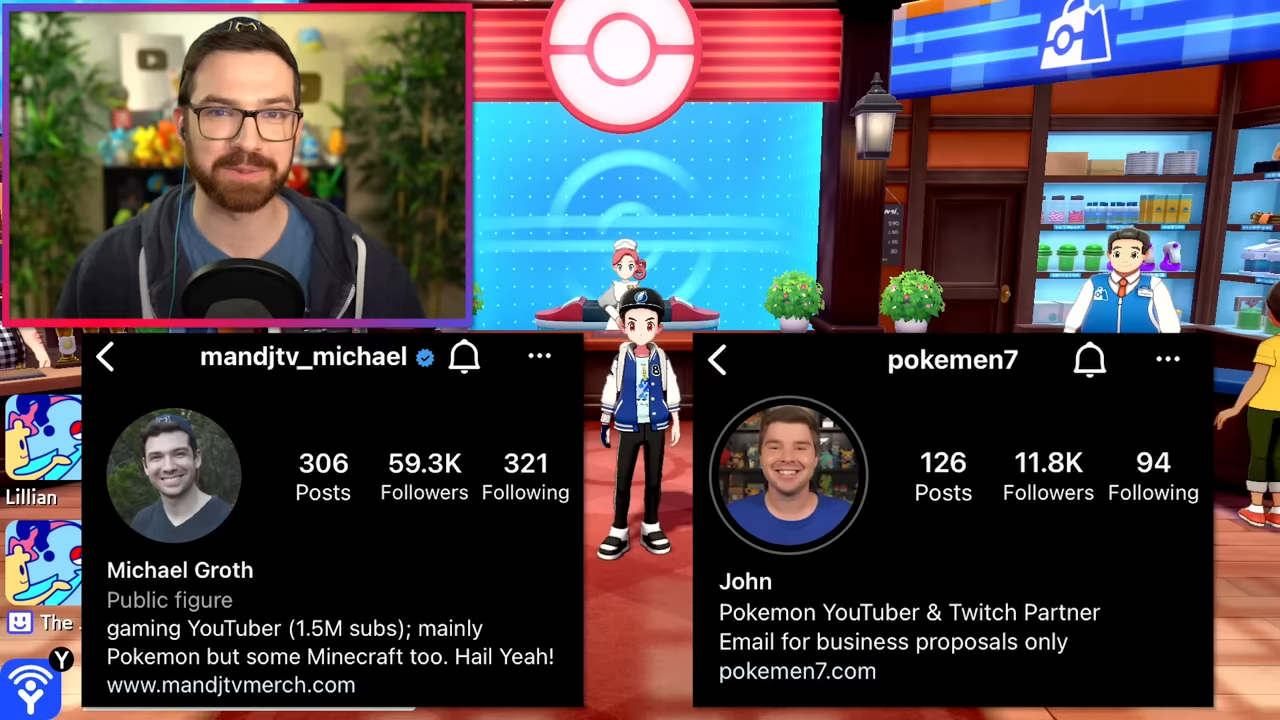 mandjtv_michael
306
59.3K
321
Posts
Followers
Following
Michael Groth
Public figure
gaming YouTuber (1.5M subs); mainly
Pokemon but some Minecraft too. Hail Yeah!
www.mandjtvmerch.com
pokemen7
126
11.8K
94
Posts
Followers
Following
John
Pokemon YouTuber & Twitch Partner
Email for business proposals only
pokemen7.com
Lillian
The .
Y
8